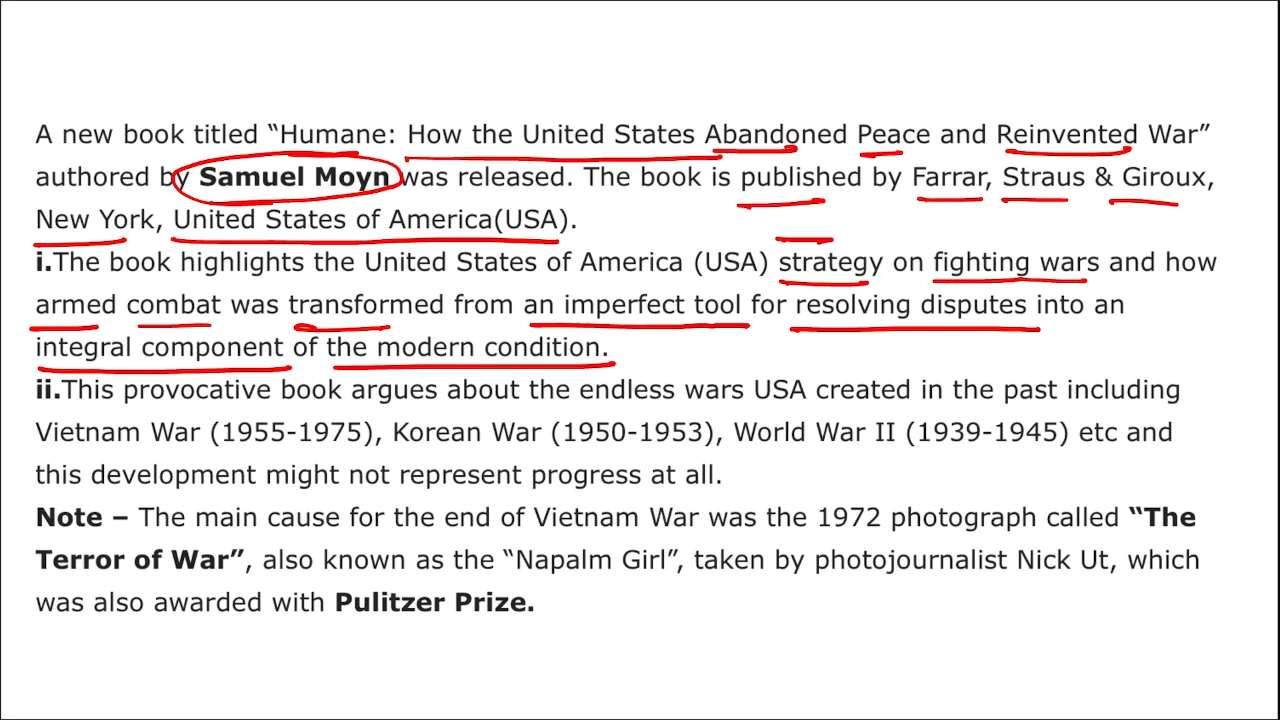 A new book titled “Humane: How the United States Abandoned Peace and Reinvented War”
authored by Samuel Moyn was released. The book is published by Farrar, Straus & Giroux,
New York, United States of America(USA).
i.The book highlights the United States of America (USA) strategy on fighting wars and how
armed combat was transformed from an imperfect tool for resolving disputes into an
integral component of the modern condition.
ii.This provocative book argues about the endless wars USA created in the past including
Vietnam War (1955-1975), Korean War (1950-1953), World War II (1939-1945) etc and
this development might not represent progress at all.
Note – The main cause for the end of Vietnam War was the 1972 photograph called “The
Terror of War”, also known as the “Napalm Girl”, taken by photojournalist Nick Ut, which
was also awarded with Pulitzer Prize.